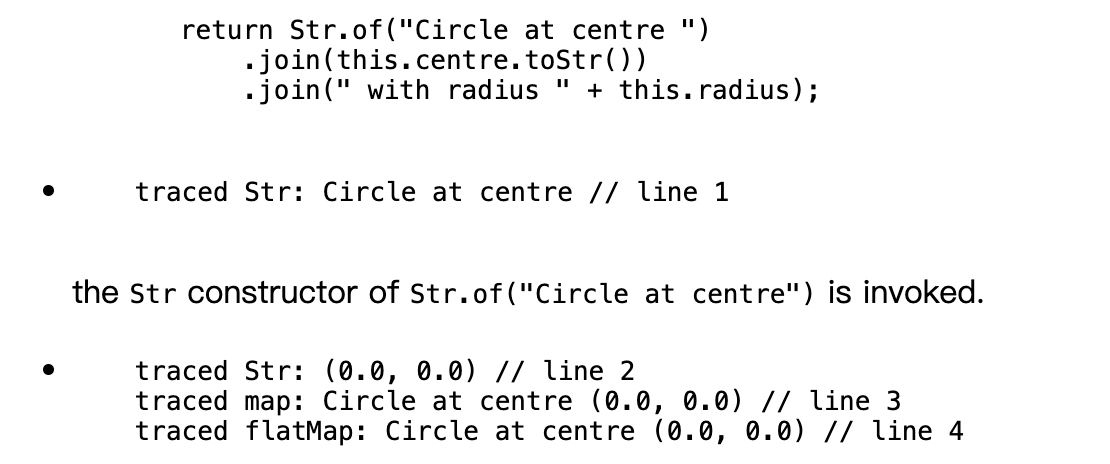 return Str.of("Circle at centre ")
.join(this.centre.toStr())
.join(" with radius " + this.radius);
• traced Str: Circle at centre // line 1
the Str constructor of Str.of("Circle at centre") is invoked.
• traced Str: (0.0, 0.0) // line 2
traced map: Circle at centre (0.0, 0.0) // line 3
traced flatMap: Circle at centre (0.0, 0.0) // line 4